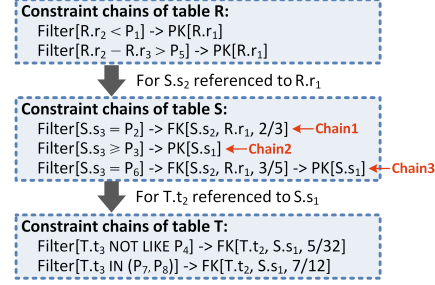 Constraint chains of table R:
Filter[R.r₂ < P₁] -> PK[R.r₁]
Filter[R.r₂ − R.r₃ > P₅] -> PK[R.r₁]
For S.s₂ referenced to R.r₁
Constraint chains of table S:
Filter[S.s₃ = P₂] -> FK[S.s₂, R.r₁, 2/3] Chain1
Filter[S.s₃ ≥ P₃] -> PK[S.s₁] Chain2
Filter[S.s₃ = P₆] -> FK[S.s₂, R.r₁, 3/5] -> PK[S.s₁] Chain3
For T.t₂ referenced to S.s₁
Constraint chains of table T:
Filter[T.t₃ NOT LIKE P₄] -> FK[T.t₂, S.s₁, 5/32]
Filter[T.t₃ IN (P₇, P₈)] -> FK[T.t₂, S.s₁, 7/12]